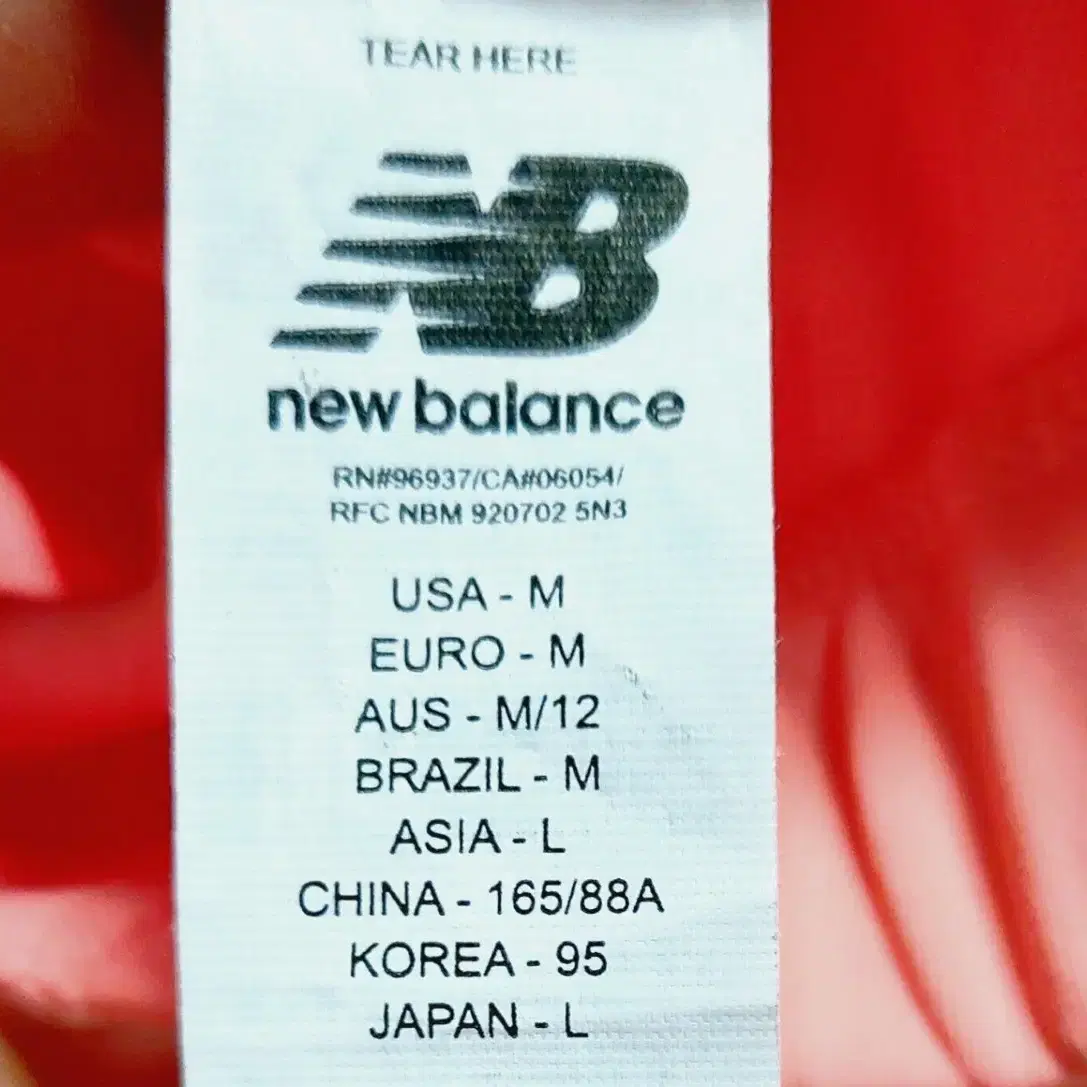 TEAR HERE
NB
new balance
RN#96937/CA#06054/
RFC NBM 920702 5N3
USA - M
EURO - M
AUS - M/12
BRAZIL - M
ASIA - L
CHINA - 165/88A
KOREA - 95
JAPAN - L